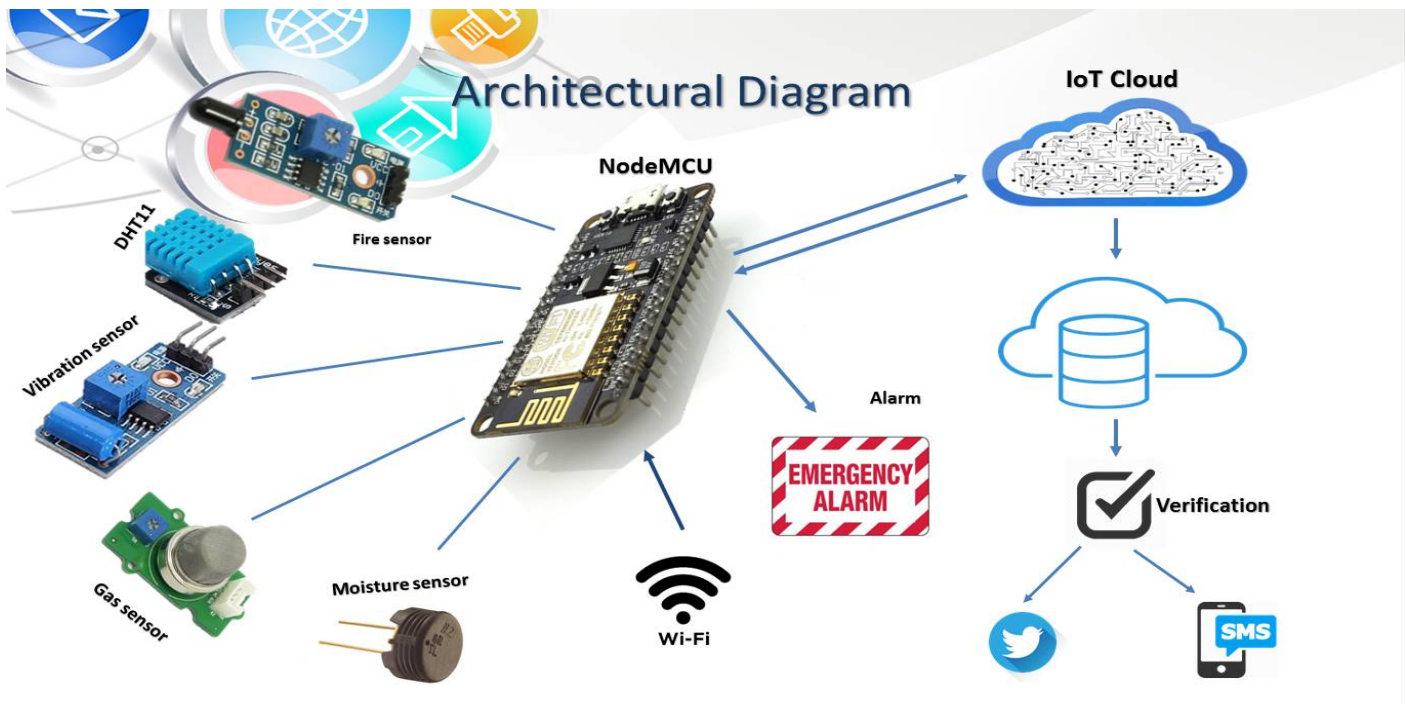 Architectural Diagram
IoT Cloud
NodeMCU
DHT11
Fire sensor
Vibration sensor
Alarm
EMERGENCY
ALARM
Verification
Gas sensor
Moisture sensor
Wi-Fi
SMS